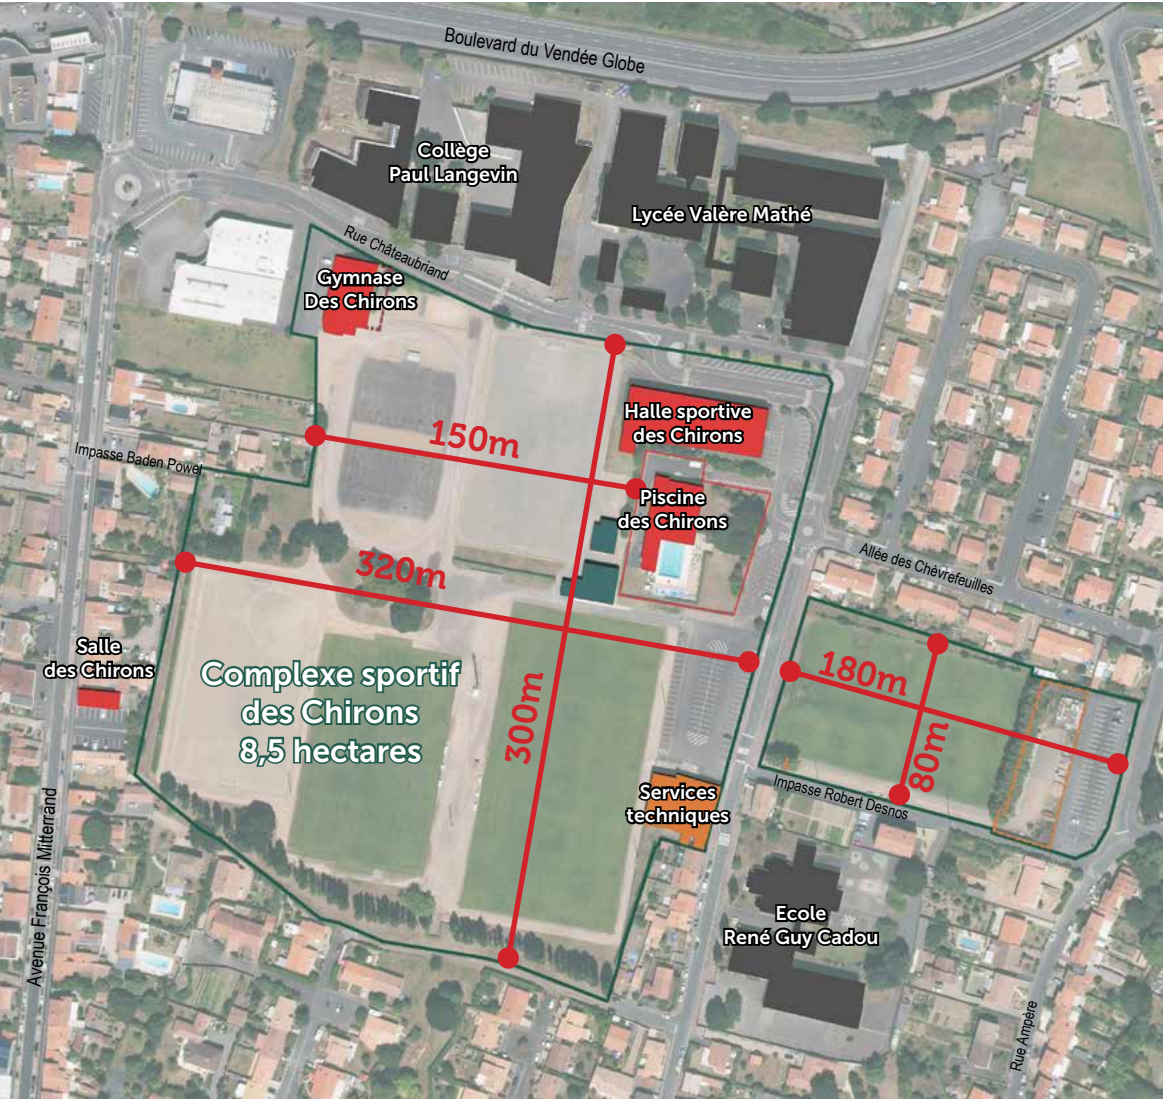 Boulevard du Vendée Globe
Collège
Paul Langevin
Lycée Valère Mathé
Rue Châteaubriand
Gymnase
Des Chirons
Halle sportive
des Chirons
150m
Impasse Baden Powel
Piscine
des Chirons
320m
Allée des Chèvrefeuilles
Salle
des Chirons
Complexe sportif
des Chirons
8,5 hectares
300m
180m
80m
Services
techniques
Impasse Robert Desnos
Avenue François Mitterrand
Ecole
René Guy Cadou
Rue Ampère